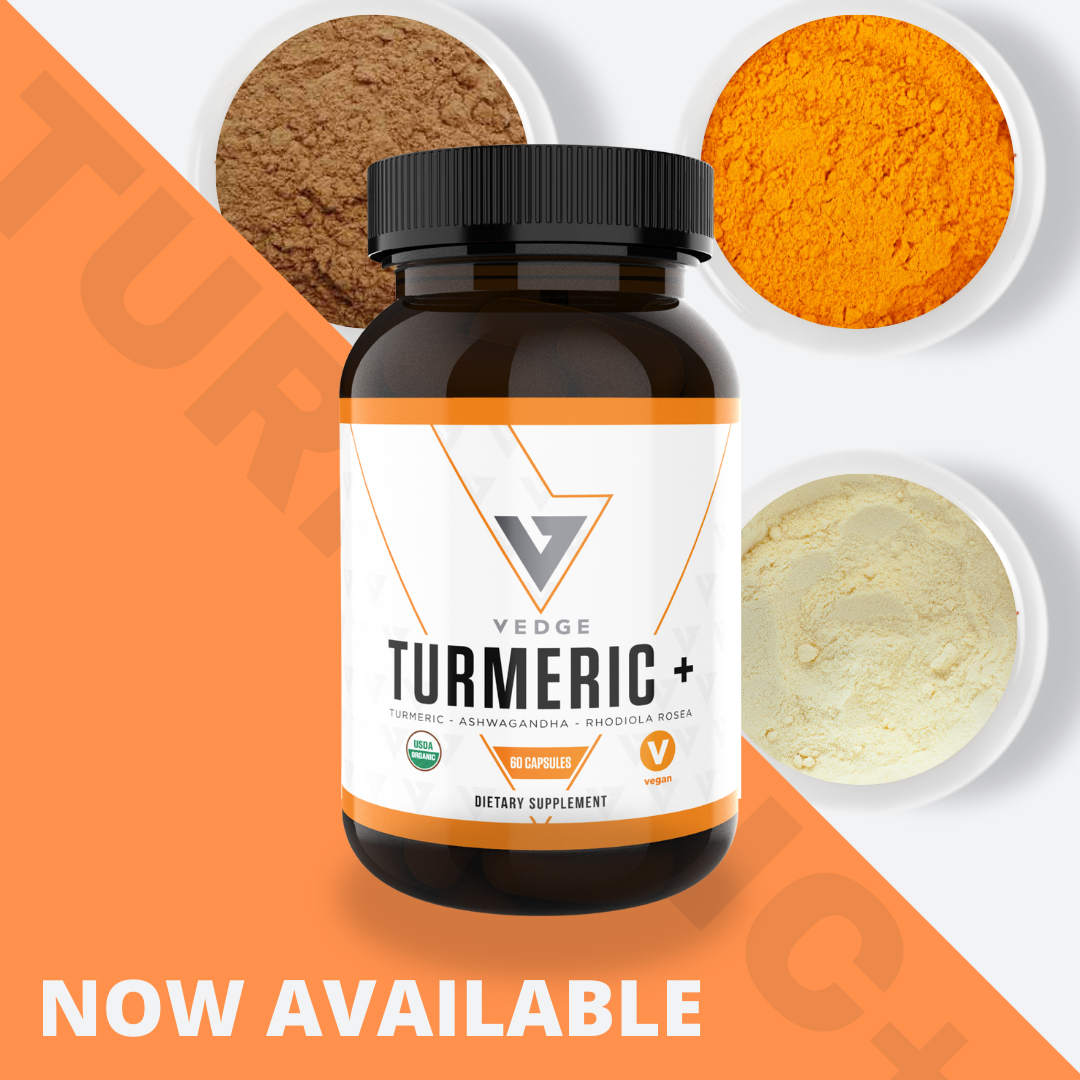 VEDGE
TURMERIC +
TURMERIC - ASHWAGANDHA - RHODIOLA ROSEA
USDA
ORGANIC
60 CAPSULES
V
vegan
DIETARY SUPPLEMENT
NOW AVAILABLE